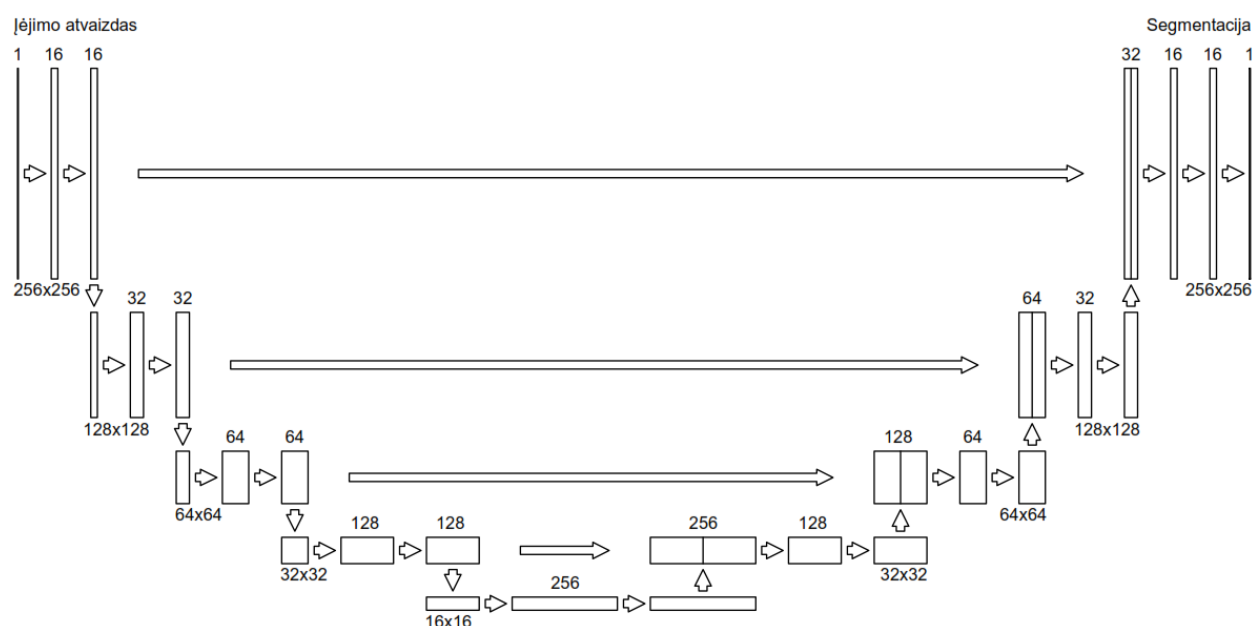 Įėjimo atvaizdas
Segmentacija
1 16 16
32 16 16 1
256x256
256x256
32 32
64 32
128x128
128x128
64 64
128 64
64x64
64x64
128 128
256 128
32x32
32x32
256
16x16